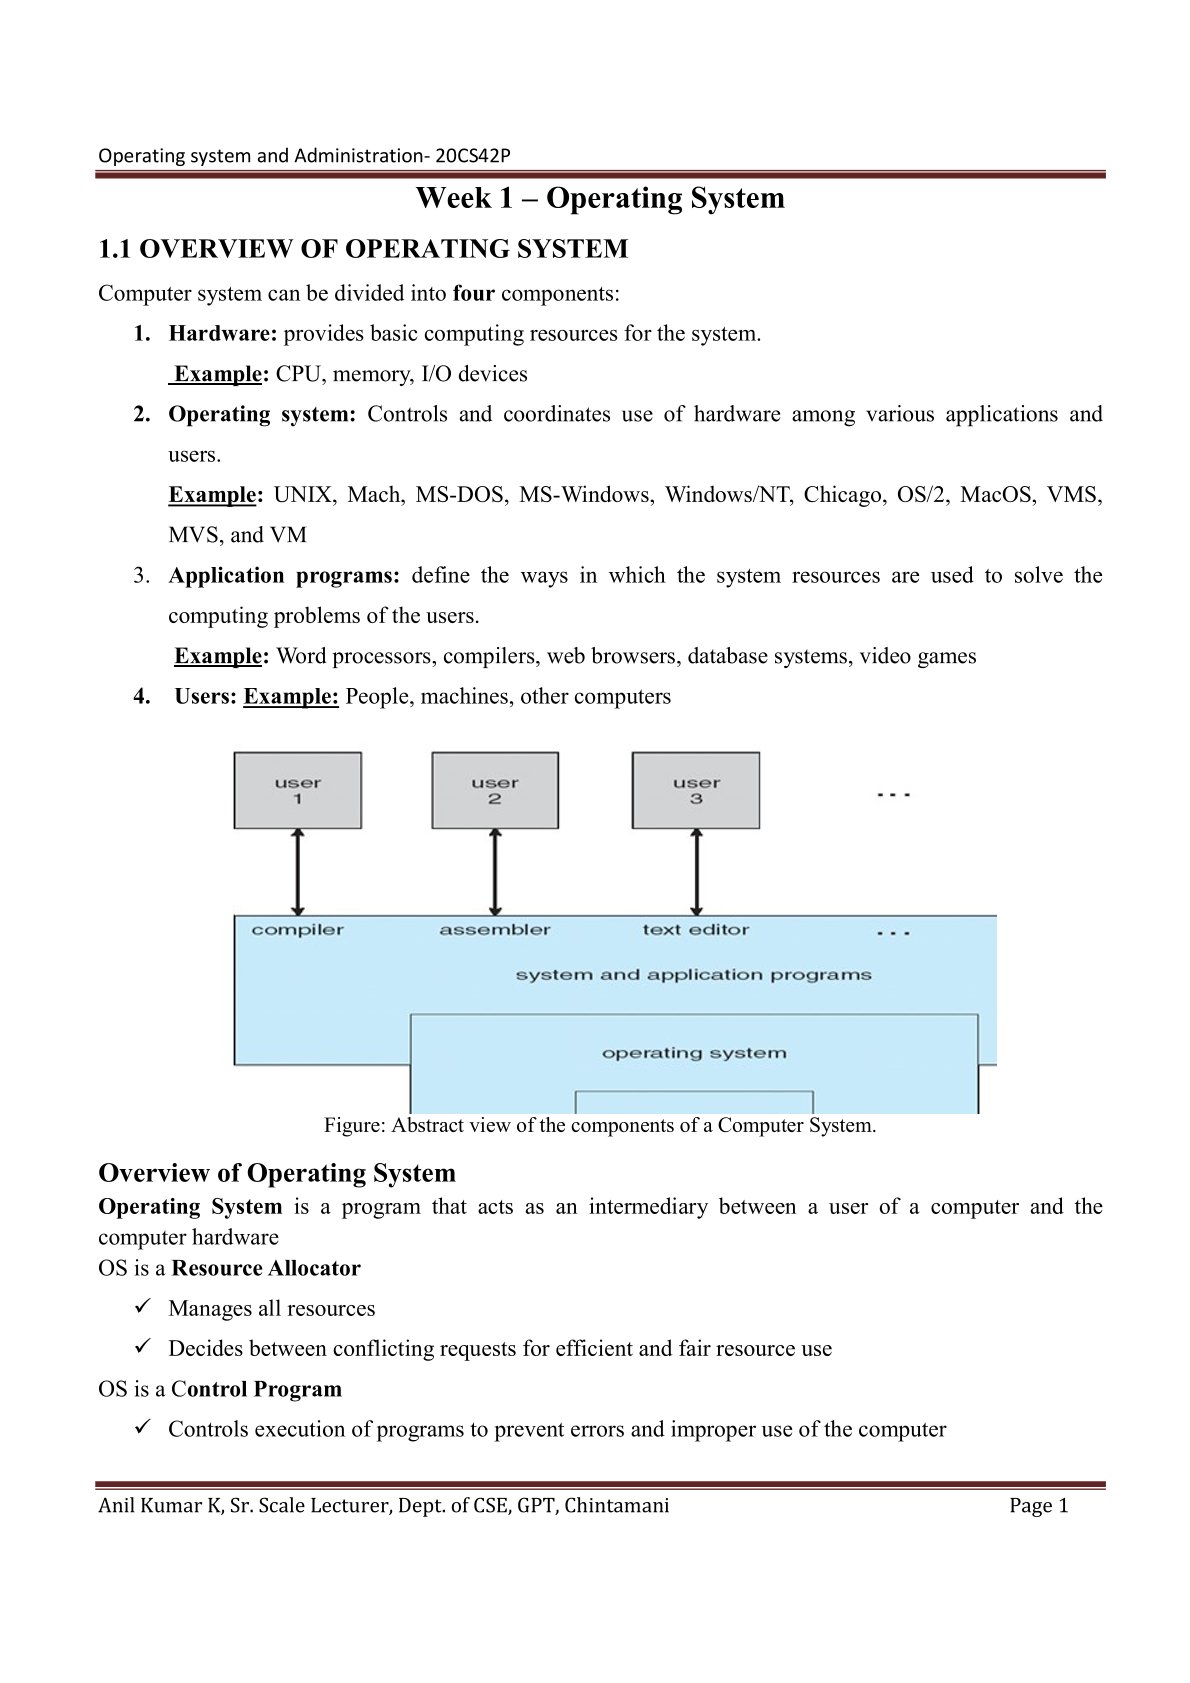 Operating system and Administration- 20CS42P
Week 1 – Operating System
1.1 OVERVIEW OF OPERATING SYSTEM
Computer system can be divided into four components:
1. Hardware: provides basic computing resources for the system.
Example: CPU, memory, I/O devices
2. Operating system: Controls and coordinates use of hardware among various applications and
users.
Example: UNIX, Mach, MS-DOS, MS-Windows, Windows/NT, Chicago, OS/2, MacOS, VMS,
MVS, and VM
3. Application programs: define the ways in which the system resources are used to solve the
computing problems of the users.
Example: Word processors, compilers, web browsers, database systems, video games
4. Users: Example: People, machines, other computers
user user user
1 2 3 . . .
compiler assembler text editor . . .
system and application programs
operating system
Figure: Abstract view of the components of a Computer System.
Overview of Operating System
Operating System is a program that acts as an intermediary between a user of a computer and the
computer hardware
OS is a Resource Allocator
✓ Manages all resources
✓ Decides between conflicting requests for efficient and fair resource use
OS is a Control Program
✓ Controls execution of programs to prevent errors and improper use of the computer
Anil Kumar K, Sr. Scale Lecturer, Dept. of CSE, GPT, Chintamani Page 1